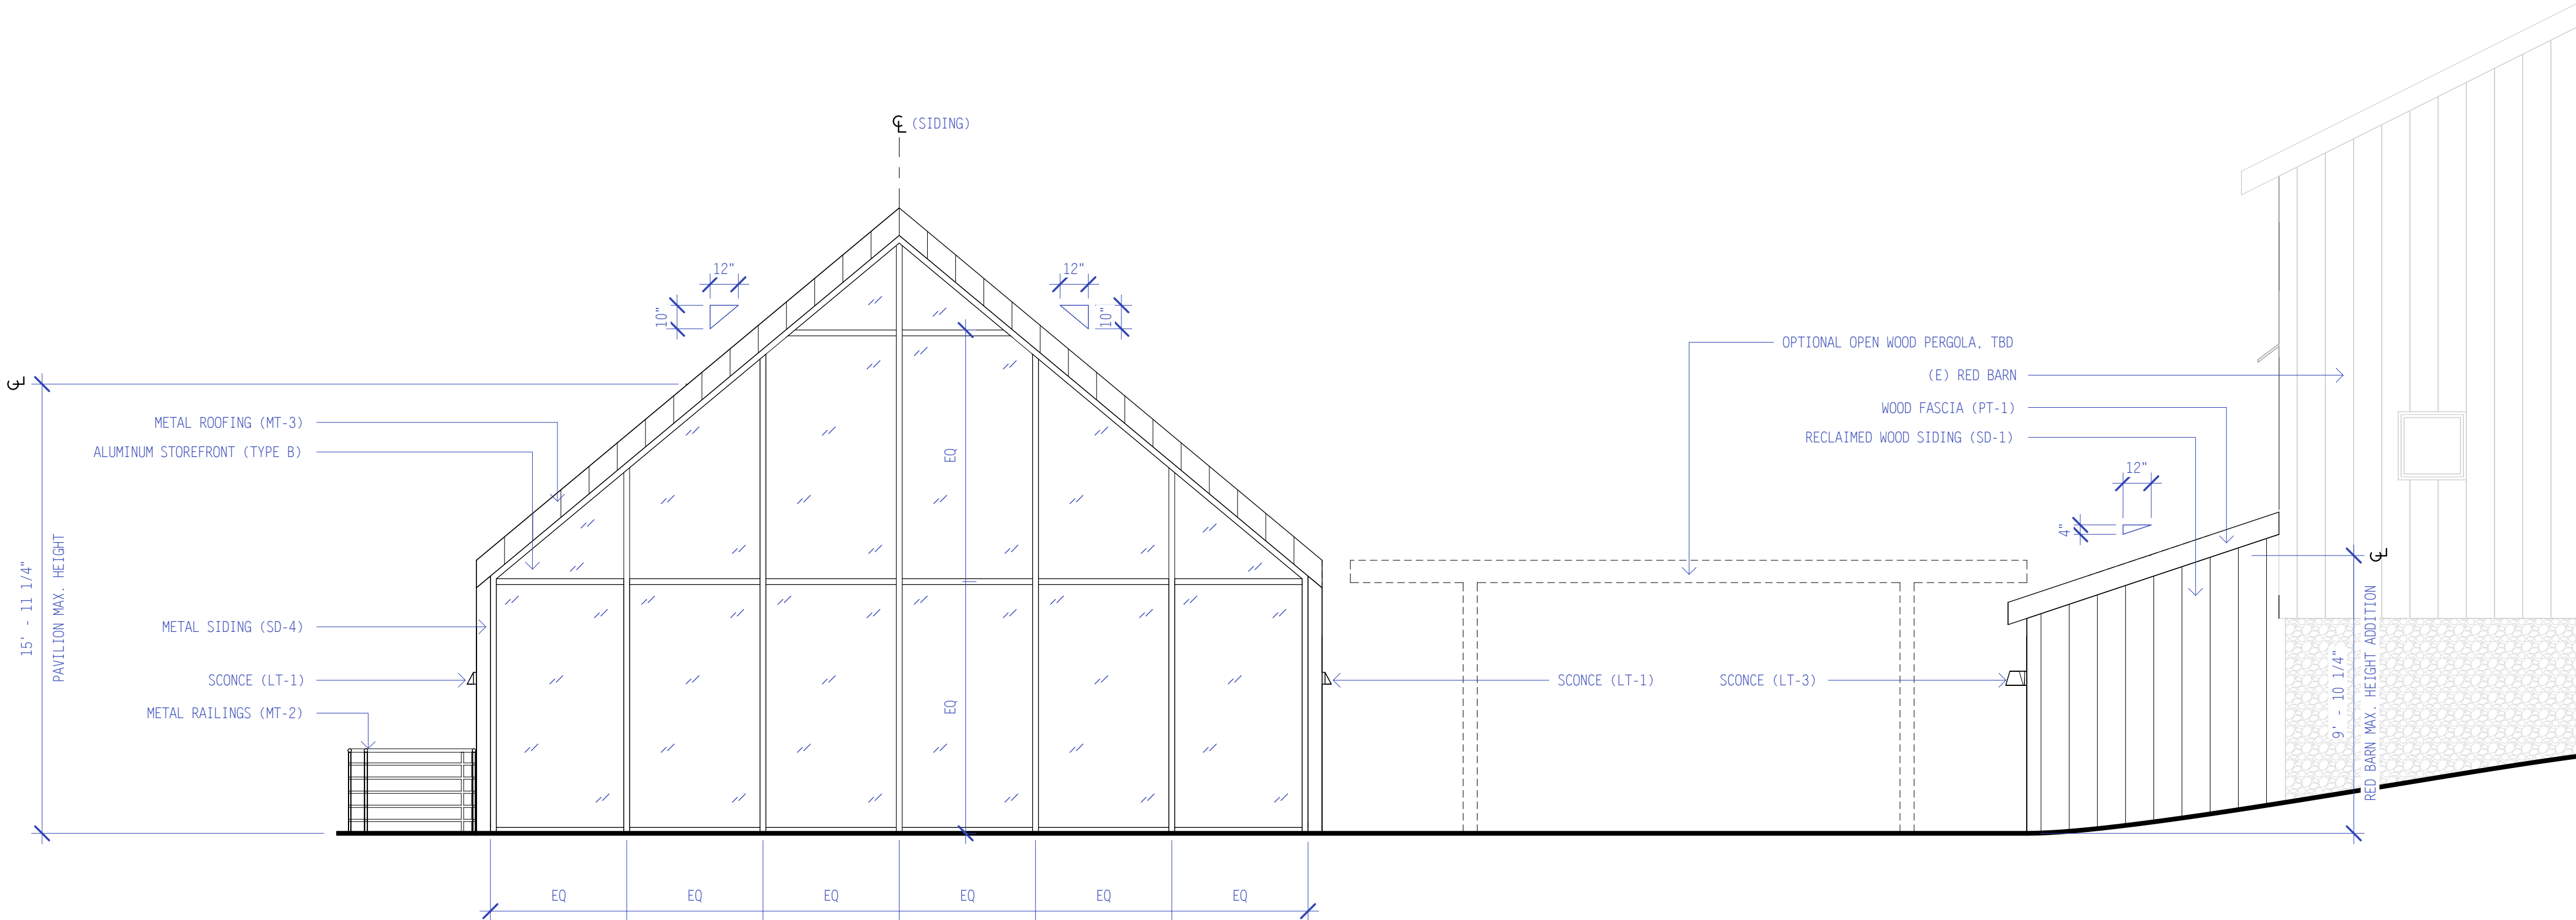 ℄ (SIDING)
12"
10"
12"
10"
℄
15' - 11 1/4"
PAVILION MAX. HEIGHT
METAL ROOFING (MT-3)
ALUMINUM STOREFRONT (TYPE B)
METAL SIDING (SD-4)
SCONCE (LT-1)
METAL RAILINGS (MT-2)
EQ
EQ
EQ
EQ
EQ
EQ
EQ
EQ
SCONCE (LT-1)
SCONCE (LT-3)
OPTIONAL OPEN WOOD PERGOLA, TBD
(E) RED BARN
WOOD FASCIA (PT-1)
RECLAIMED WOOD SIDING (SD-1)
12"
4"
℄
9' - 10 1/4"
RED BARN MAX. HEIGHT ADDITION